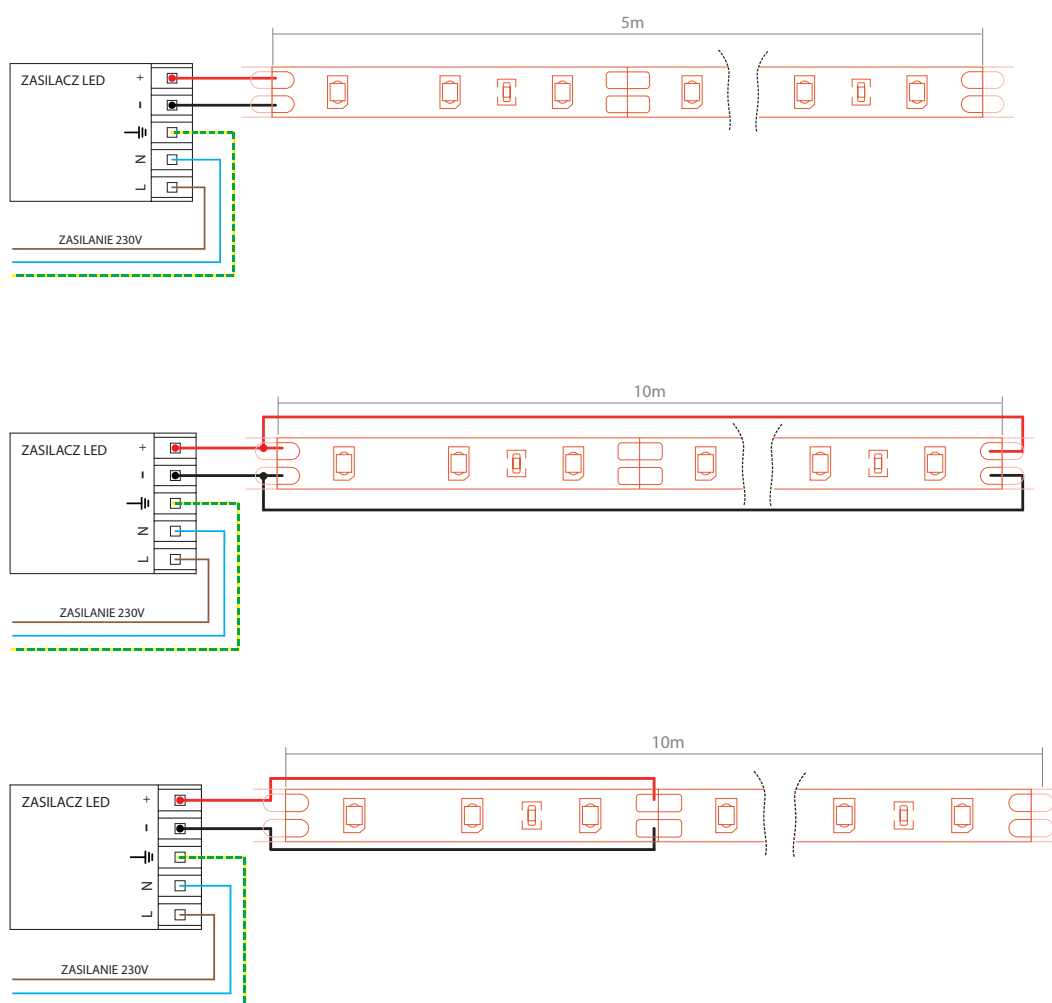 5m
ZASILACZ LED
+
-
N
L
ZASILANIE 230V
10m
ZASILACZ LED
+
-
N
L
ZASILANIE 230V
10m
ZASILACZ LED
+
-
N
L
ZASILANIE 230V